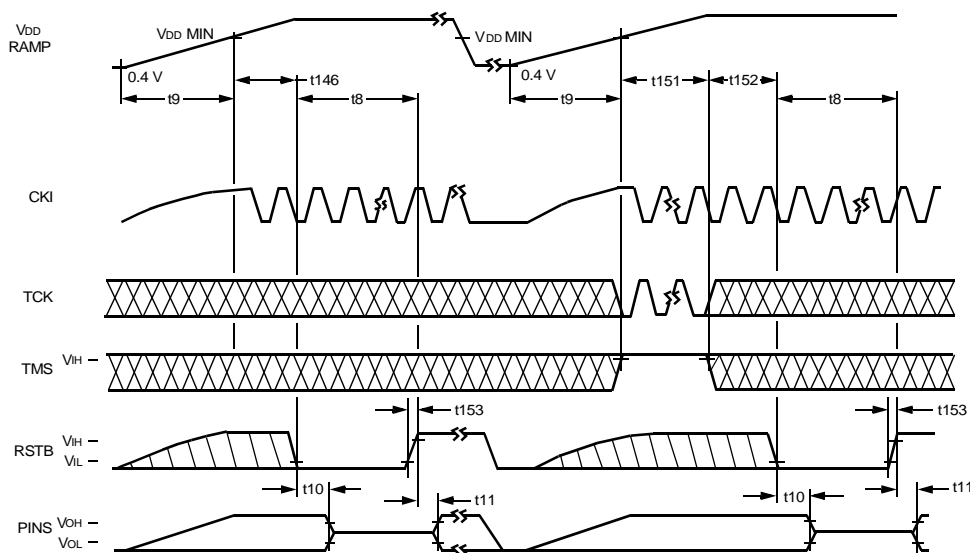 VDD
RAMP
VDD MIN
VDD MIN
0.4 V
t146
0.4 V
t151
t152
t9
t8
t9
t8
CKI
TCK
TMS
VIH
t153
t153
RSTB
VIH
VIL
t10
t11
t10
t11
PINS
VOH
VOL